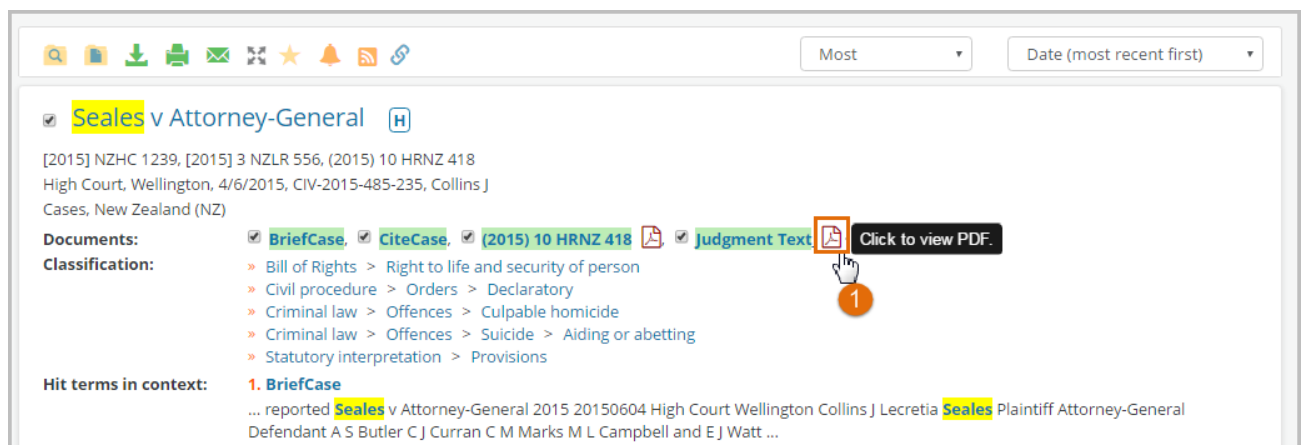 Most
Date (most recent first)
Seales v Attorney-General H
[2015] NZHC 1239, [2015] 3 NZLR 556, (2015) 10 HRNZ 418
High Court, Wellington, 4/6/2015, CIV-2015-485-235, Collins J
Cases, New Zealand (NZ)
Documents: BriefCase, CiteCase, (2015) 10 HRNZ 418 , Judgment Text, Click to view PDF.
1
Classification: » Bill of Rights > Right to life and security of person
» Civil procedure > Orders > Declaratory
» Criminal law > Offences > Culpable homicide
» Criminal law > Offences > Suicide > Aiding or abetting
» Statutory interpretation > Provisions
Hit terms in context: 1. BriefCase
... reported Seales v Attorney-General 2015 20150604 High Court Wellington Collins J Lecretia Seales Plaintiff Attorney-General
Defendant A S Butler C J Curran C M Marks M L Campbell and E J Watt ...